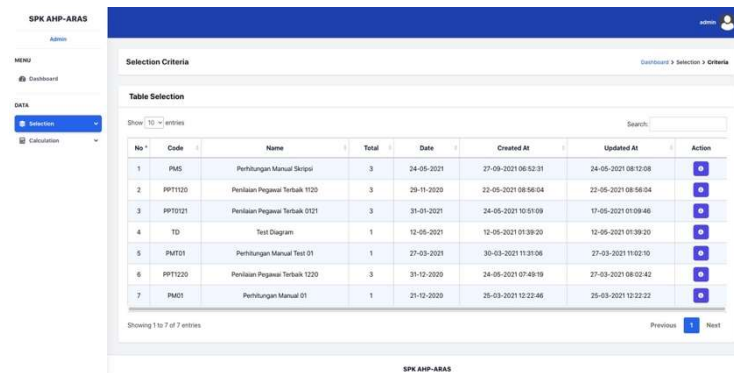 SPK AHP-ARAS
admin
Admin
MENU
Dashboard
DATA
Selection
Calculation
Selection Criteria
Dashboard > Selection > Criteria
Table Selection
Show 10 entries
Search:
No Code Name Total Date Created At Updated At Action
1 PMS Perhitungan Manual Skripsi 3 24-05-2021 27-09-2021 06:52:31 24-05-2021 08:12:08
2 PPT1120 Penilaian Pegawai Terbaik 1120 3 29-11-2020 22-05-2021 08:56:04 22-05-2021 08:56:04
3 PPT0121 Penilaian Pegawai Terbaik 0121 3 31-01-2021 24-05-2021 10:51:09 17-05-2021 01:09:46
4 TD Test Diagram 1 12-05-2021 12-05-2021 01:39:20 12-05-2021 01:39:20
5 PMT01 Perhitungan Manual Test 01 1 27-03-2021 30-03-2021 11:31:06 27-03-2021 11:02:10
6 PPT1220 Penilaian Pegawai Terbaik 1220 3 31-12-2020 24-05-2021 07:49:19 27-03-2021 08:02:42
7 PM01 Perhitungan Manual 01 1 21-12-2020 25-03-2021 12:22:46 25-03-2021 12:22:22
Showing 1 to 7 of 7 entries
Previous 1 Next
SPK AHP-ARAS